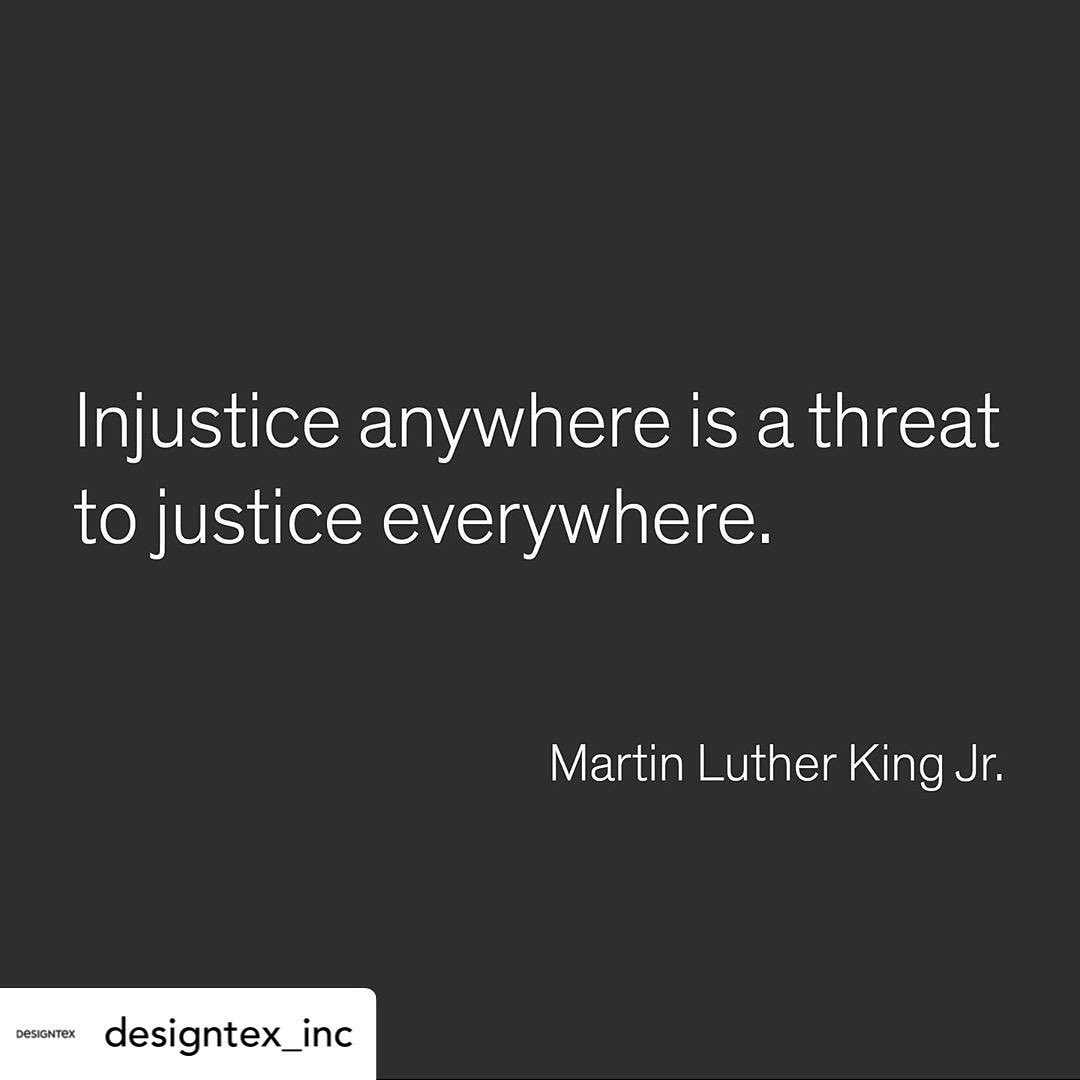 Injustice anywhere is a threat
to justice everywhere.
Martin Luther King Jr.
DESIGNTEX designtex_inc